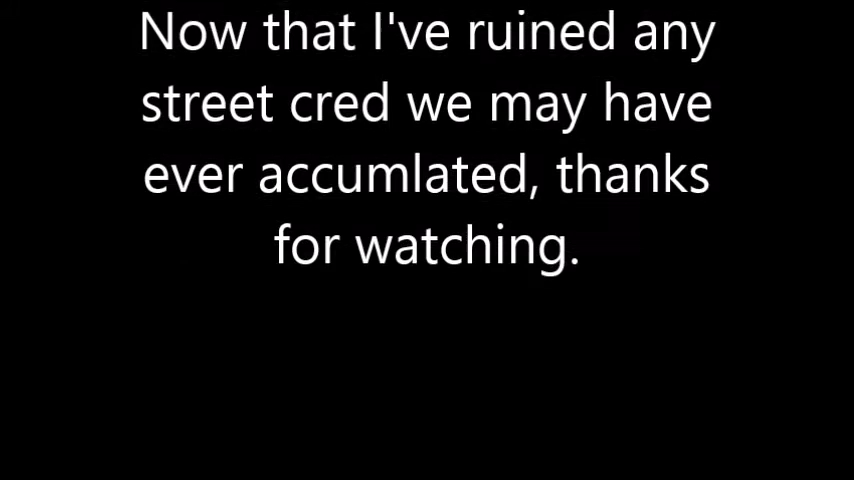 Now that I've ruined any
street cred we may have
ever accumlated, thanks
for watching.